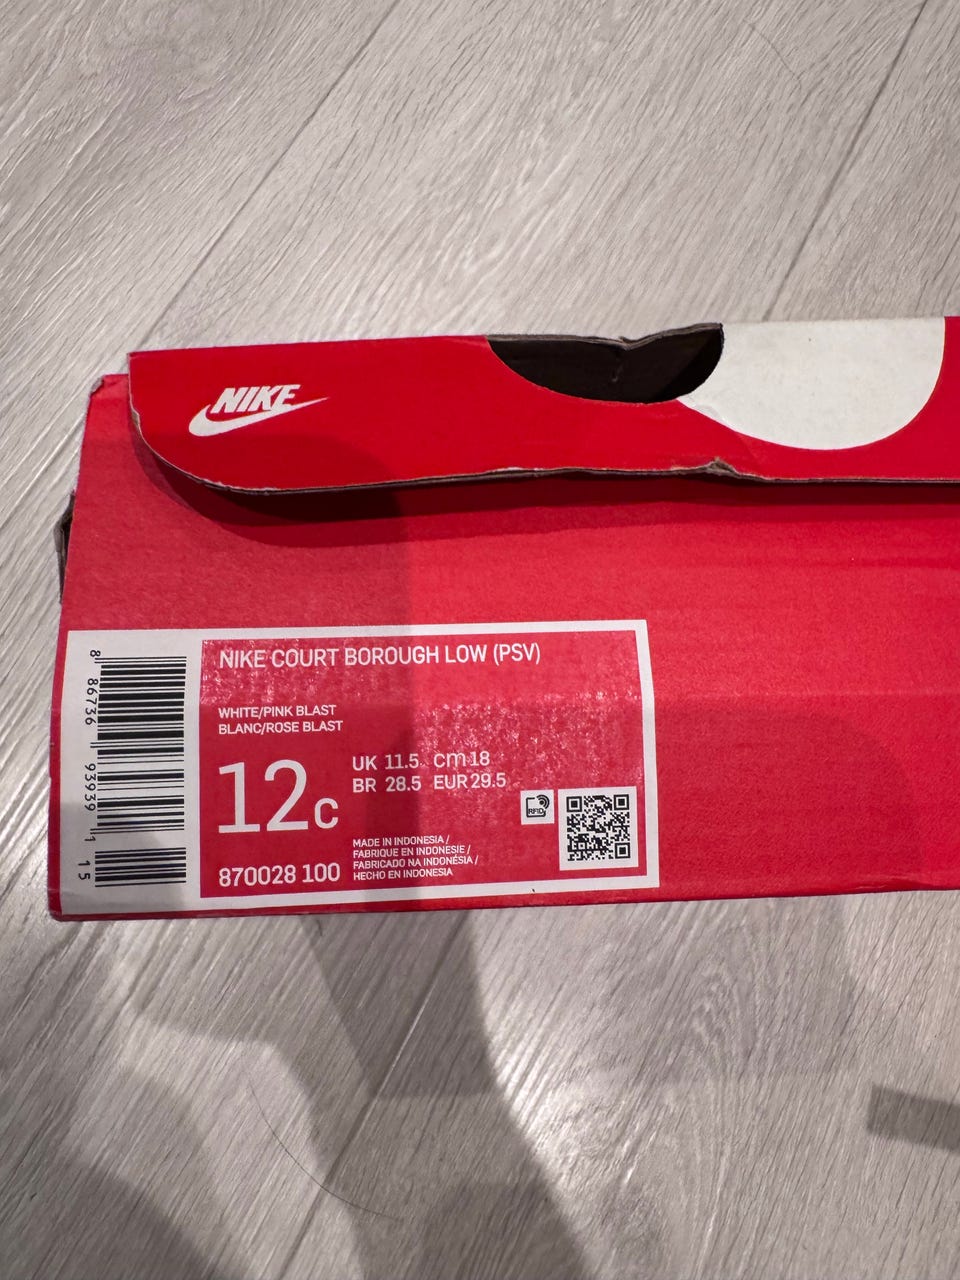 NIKE
NIKE COURT BOROUGH LOW (PSV)
WHITE/PINK BLAST
BLANC/ROSE BLAST
12C
UK 11.5 cm 18
BR 28.5 EUR 29.5
RFID
870028 100
MADE IN INDONESIA /
FABRIQUE EN INDONESIE /
FABRICADO NA INDONÉSIA /
HECHO EN INDONESIA
8 86736 93939 1 15